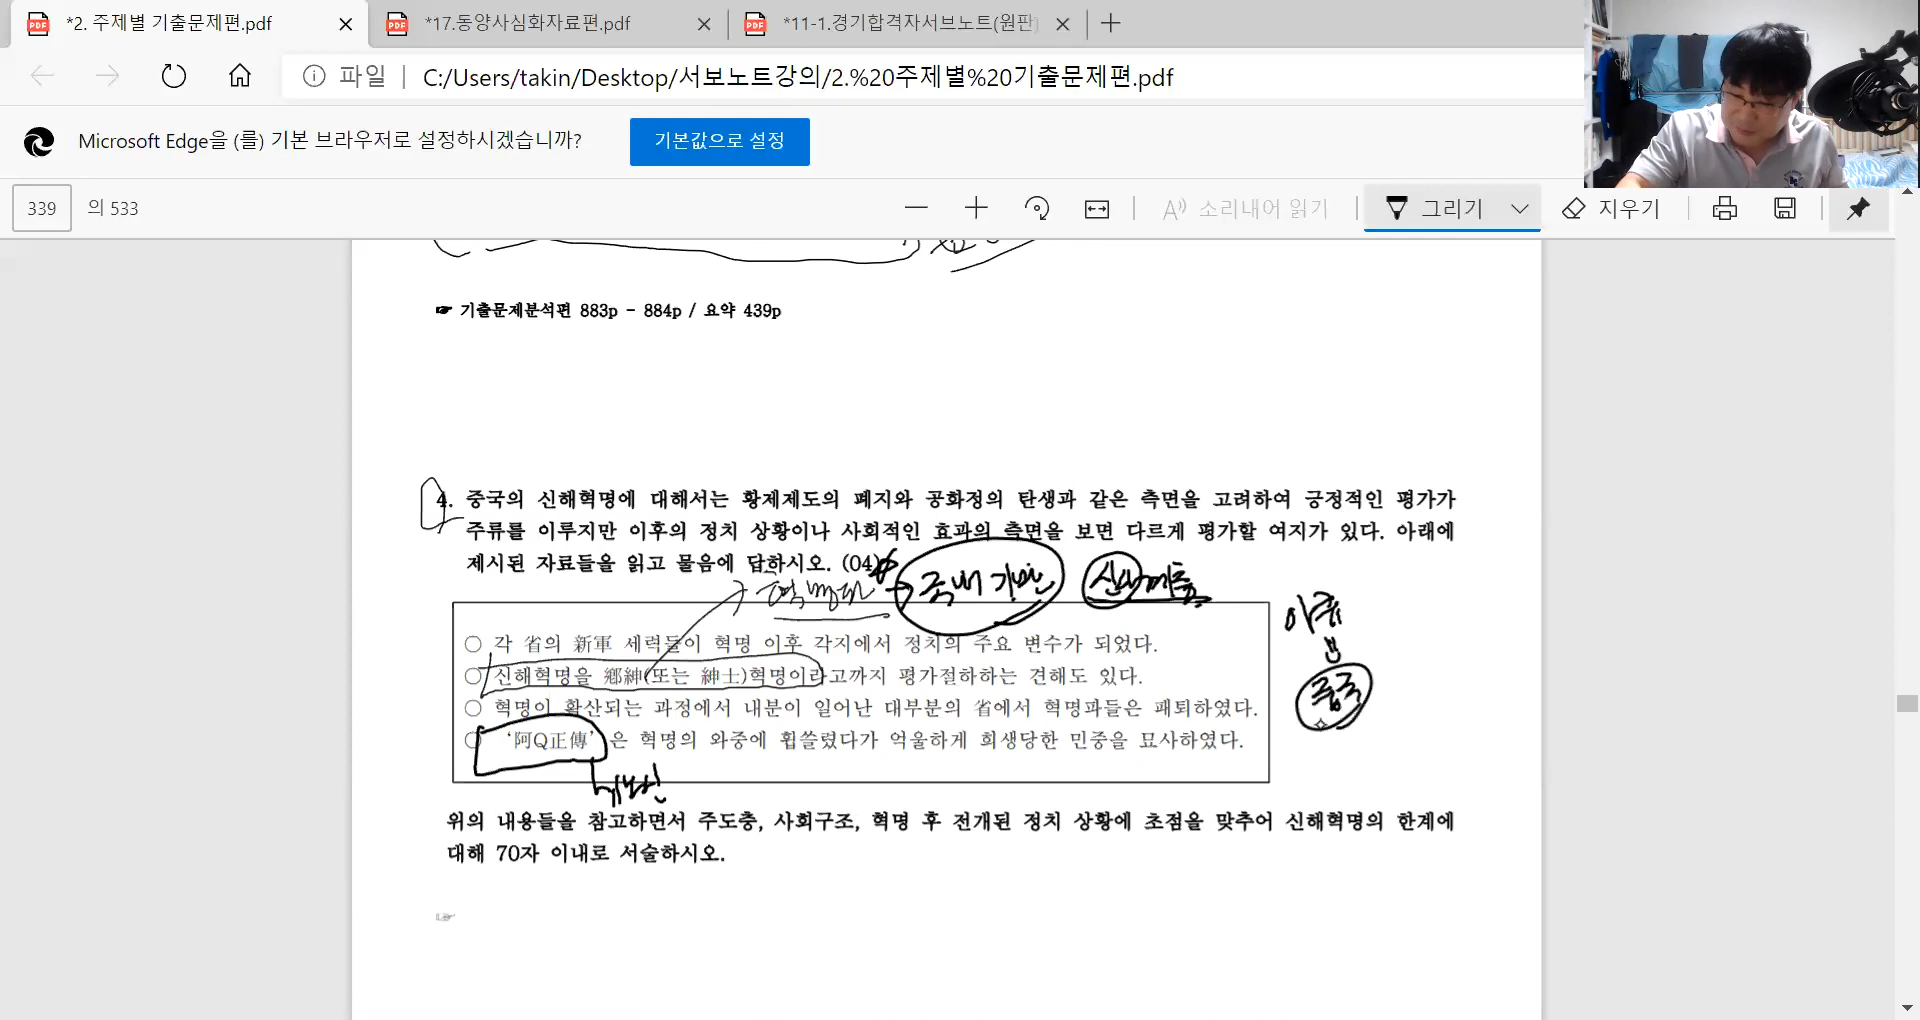 *2. 주제별 기출문제편.pdf
*17.동양사심화자료편.pdf
*11-1.경기합격자서브노트(원판)
파일 C:/Users/takin/Desktop/서보노트강의/2.%20주제별%20기출문제편.pdf
Microsoft Edge을 (를) 기본 브라우저로 설정하시겠습니까? 기본값으로 설정
339 의 533 소리내어 읽기 그리기 지우기
☞ 기출문제분석편 883p - 884p / 요약 439p
4. 중국의 신해혁명에 대해서는 황제제도의 폐지와 공화정의 탄생과 같은 측면을 고려하여 긍정적인 평가가
주류를 이루지만 이후의 정치 상황이나 사회적인 효과의 측면을 보면 다르게 평가할 여지가 있다. 아래에
제시된 자료들을 읽고 물음에 답하시오. (04)
혁명파 국내 기반
○ 각 省의 新軍 세력들이 혁명 이후 각지에서 정치의 주요 변수가 되었다.
○ 신해혁명을 鄕紳(또는 紳士)혁명이라고까지 평가절하하는 견해도 있다.
○ 혁명이 확산되는 과정에서 내분이 일어난 대부분의 省에서 혁명파들은 패퇴하였다.
○ '阿Q正傳'은 혁명의 와중에 휩쓸렸다가 억울하게 희생당한 민중을 묘사하였다.
위의 내용들을 참고하면서 주도층, 사회구조, 혁명 후 전개된 정치 상황에 초점을 맞추어 신해혁명의 한계에
대해 70자 이내로 서술하시오.
☞